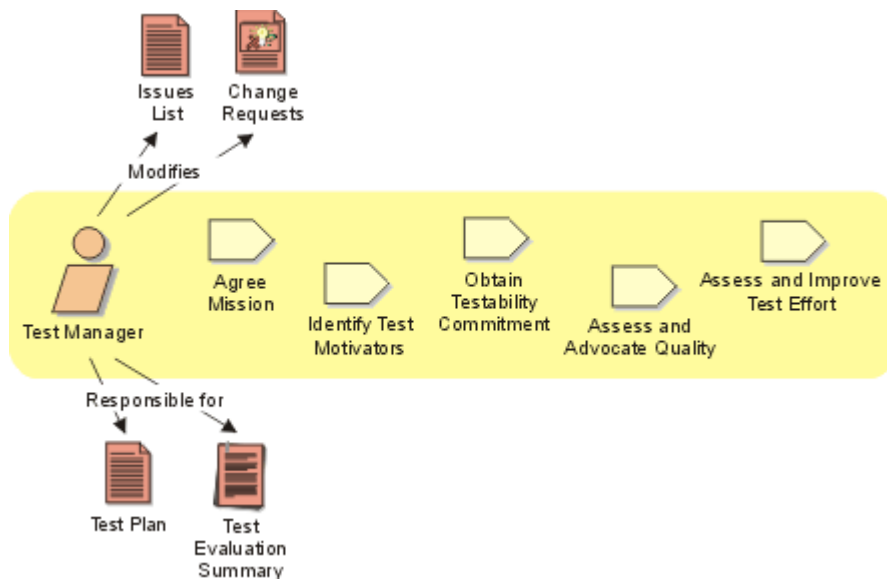 Issues
List
Change
Requests
Modifies
Test Manager
Agree
Mission
Identify Test
Motivators
Obtain
Testability
Commitment
Assess and
Advocate Quality
Assess and Improve
Test Effort
Responsible for
Test Plan
Test
Evaluation
Summary